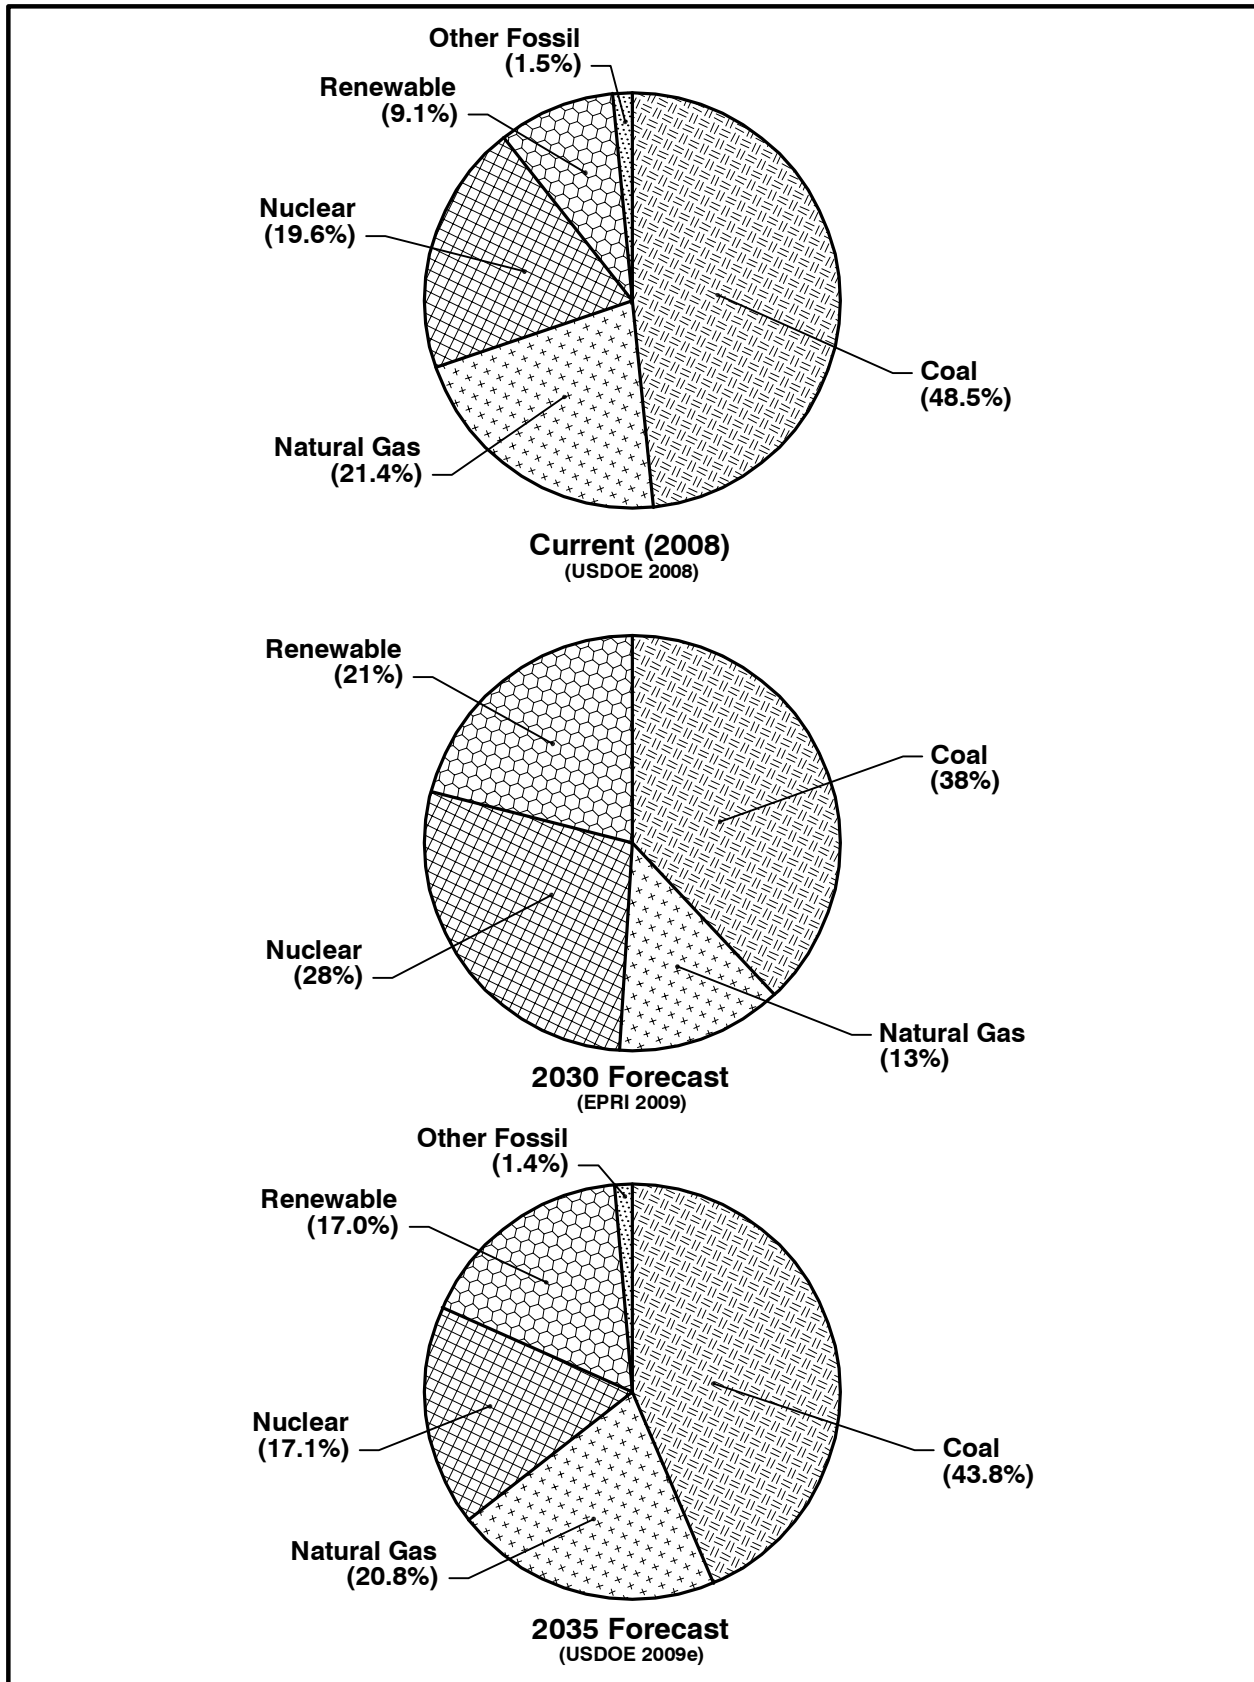 Other Fossil
(1.5%)
Renewable
(9.1%)
Nuclear
(19.6%)
Coal
(48.5%)
Natural Gas
(21.4%)
Current (2008)
(USDOE 2008)
Renewable
(21%)
Coal
(38%)
Nuclear
(28%)
Natural Gas
(13%)
2030 Forecast
(EPRI 2009)
Other Fossil
(1.4%)
Renewable
(17.0%)
Nuclear
(17.1%)
Coal
(43.8%)
Natural Gas
(20.8%)
2035 Forecast
(USDOE 2009e)